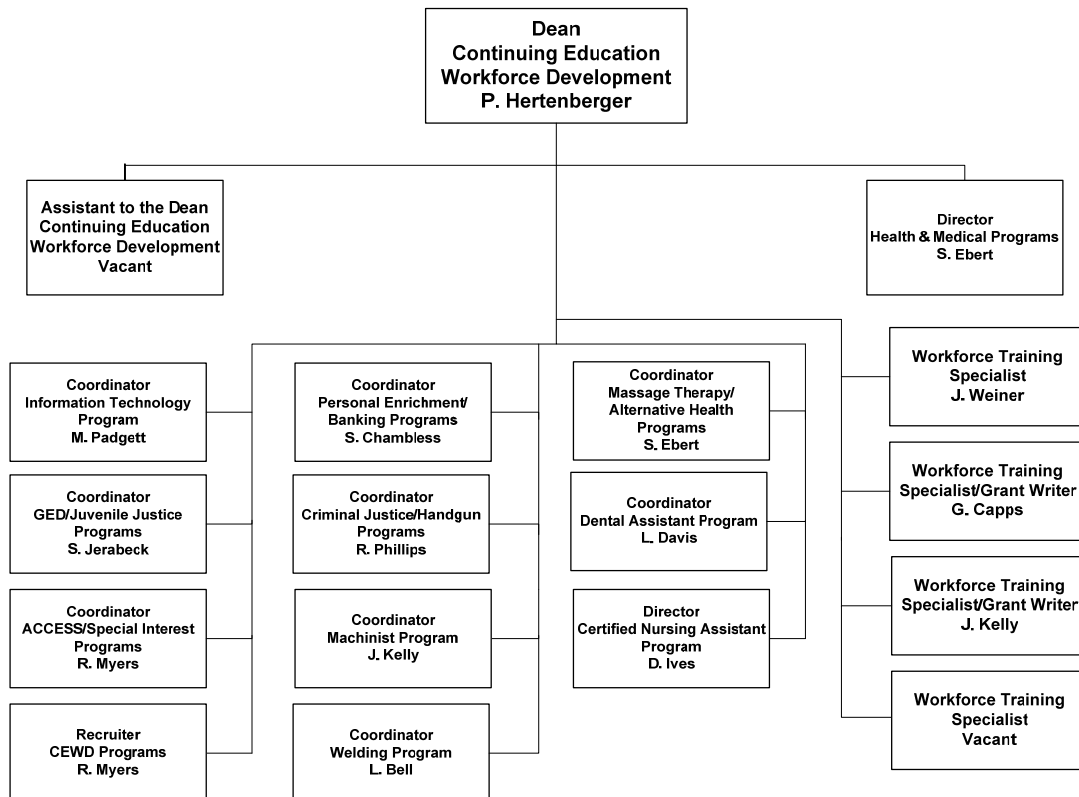 Dean
Continuing Education
Workforce Development
P. Hertenberger
Assistant to the Dean
Continuing Education
Workforce Development
Vacant
Director
Health & Medical Programs
S. Ebert
Coordinator
Information Technology
Program
M. Padgett
Coordinator
GED/Juvenile Justice
Programs
S. Jerabeck
Coordinator
ACCESS/Special Interest
Programs
R. Myers
Recruiter
CEWD Programs
R. Myers
Coordinator
Personal Enrichment/
Banking Programs
S. Chambless
Coordinator
Criminal Justice/Handgun
Programs
R. Phillips
Coordinator
Machinist Program
J. Kelly
Coordinator
Welding Program
L. Bell
Coordinator
Massage Therapy/
Alternative Health
Programs
S. Ebert
Coordinator
Dental Assistant Program
L. Davis
Director
Certified Nursing Assistant
Program
D. Ives
Workforce Training
Specialist
J. Weiner
Workforce Training
Specialist/Grant Writer
G. Capps
Workforce Training
Specialist/Grant Writer
J. Kelly
Workforce Training
Specialist
Vacant